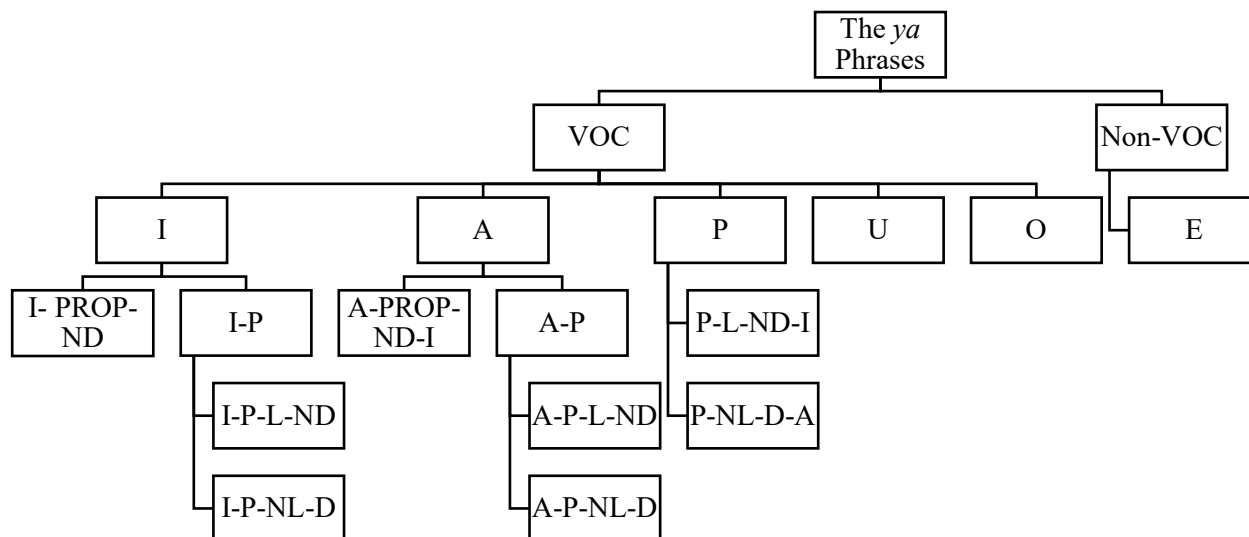 The ya
Phrases
VOC
Non-VOC
I
A
P
U
O
E
I- PROP-
ND
I-P
A-PROP-
ND-I
A-P
P-L-ND-I
I-P-L-ND
A-P-L-ND
P-NL-D-A
I-P-NL-D
A-P-NL-D